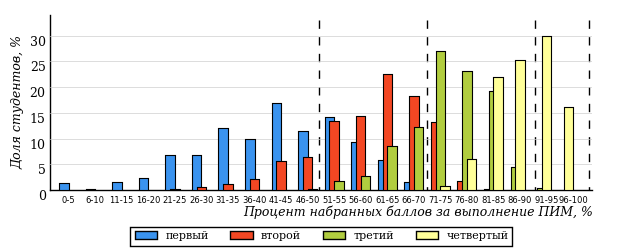 Доля студентов, %
30
25
20
15
10
5
0
0-5 6-10 11-15 16-20 21-25 26-30 31-35 36-40 41-45 46-50 51-55 56-60 61-65 66-70 71-75 76-80 81-85 86-90 91-95 96-100
Процент набранных баллов за выполнение ПИМ, %
первый второй третий четвертый